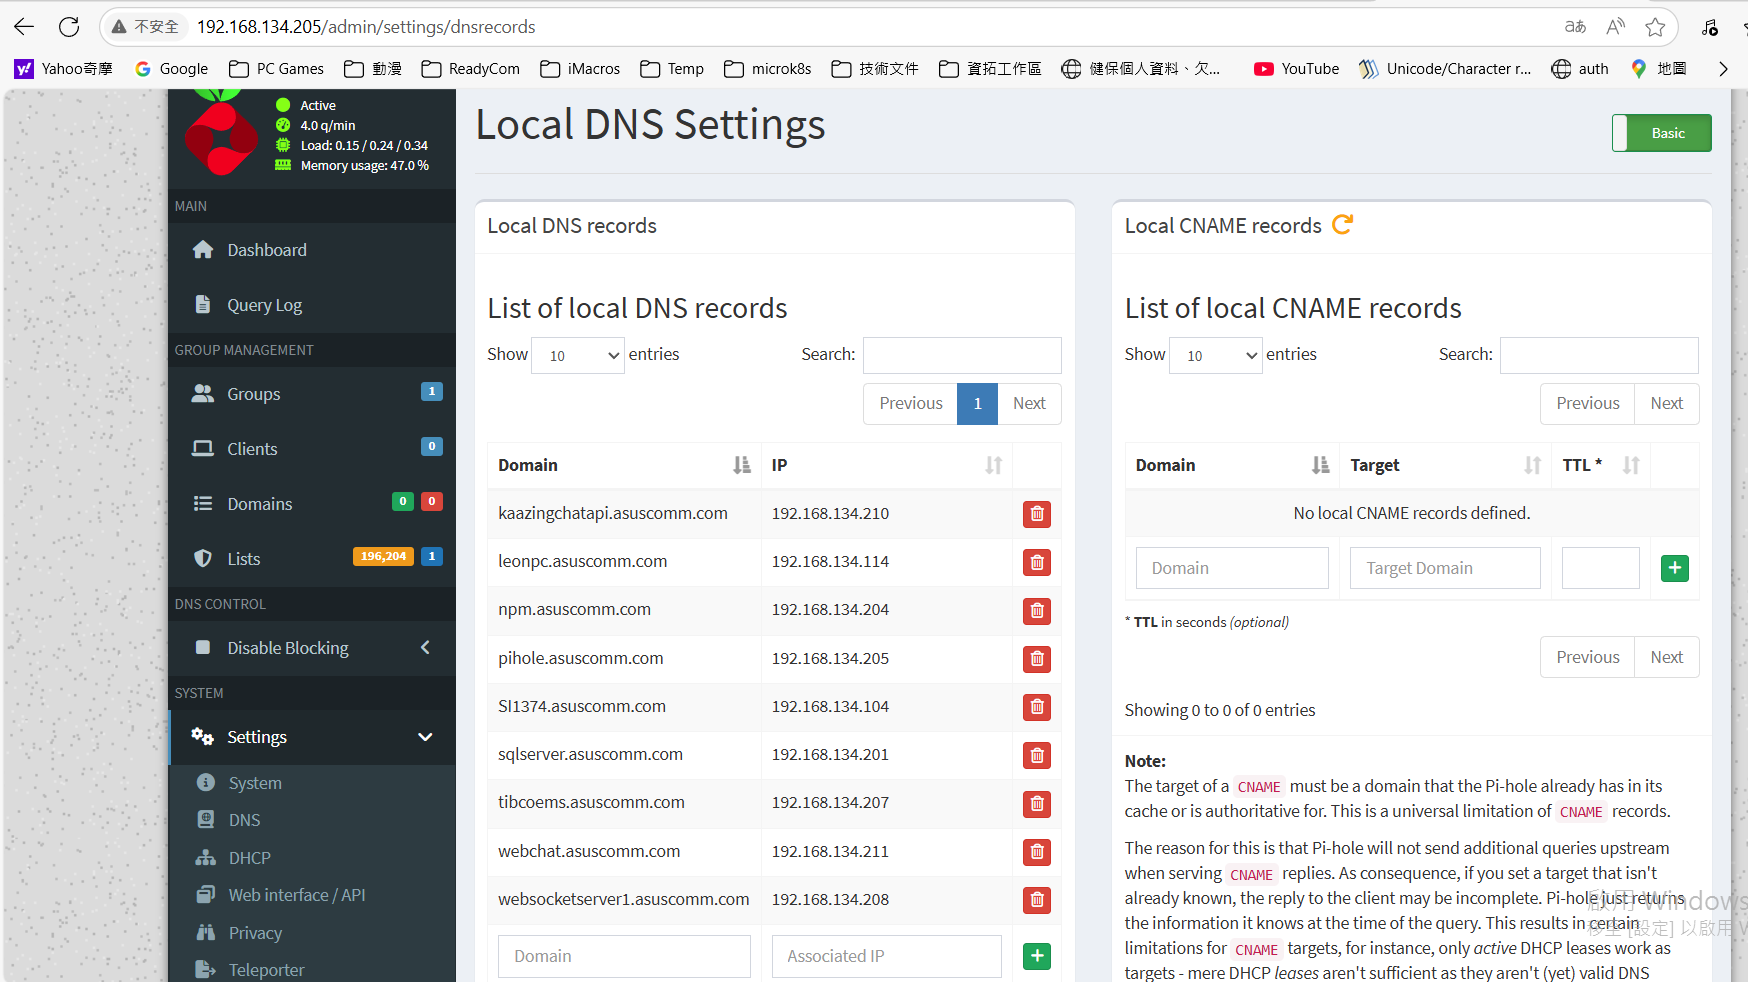 不安全 192.168.134.205/admin/settings/dnsrecords
Yahoo奇摩 Google PC Games 動漫 ReadyCom iMacros Temp microk8s 技術文件 資拓工作區 健保個人資料、欠... YouTube Unicode/Character r... auth 地圖
Active
4.0 q/min
Load: 0.15 / 0.24 / 0.34
Memory usage: 47.0 %
MAIN
Dashboard
Query Log
GROUP MANAGEMENT
Groups 1
Clients 0
Domains 0 0
Lists 196,204 1
DNS CONTROL
Disable Blocking
SYSTEM
Settings
System
DNS
DHCP
Web interface / API
Privacy
Teleporter
Local DNS Settings
Basic
Local DNS records
List of local DNS records
Show 10 entries Search:
Previous 1 Next
Domain IP
kaazingchatapi.asuscomm.com 192.168.134.210
leonpc.asuscomm.com 192.168.134.114
npm.asuscomm.com 192.168.134.204
pihole.asuscomm.com 192.168.134.205
SI1374.asuscomm.com 192.168.134.104
sqlserver.asuscomm.com 192.168.134.201
tibcoems.asuscomm.com 192.168.134.207
webchat.asuscomm.com 192.168.134.211
websocketserver1.asuscomm.com 192.168.134.208
Domain Associated IP
Local CNAME records
List of local CNAME records
Show 10 entries Search:
Previous Next
Domain Target TTL *
No local CNAME records defined.
Domain Target Domain
* TTL in seconds (optional)
Previous Next
Showing 0 to 0 of 0 entries
Note:
The target of a CNAME must be a domain that the Pi-hole already has in its
cache or is authoritative for. This is a universal limitation of CNAME records.
The reason for this is that Pi-hole will not send additional queries upstream
when serving CNAME replies. As consequence, if you set a target that isn't
already known, the reply to the client may be incomplete. Pi-hole just returns
the information it knows at the time of the query. This results in certain
limitations for CNAME targets, for instance, only active DHCP leases work as
targets - mere DHCP leases aren't sufficient as they aren't (yet) valid DNS
啟用 Windows
移至 [設定] 以啟用 W